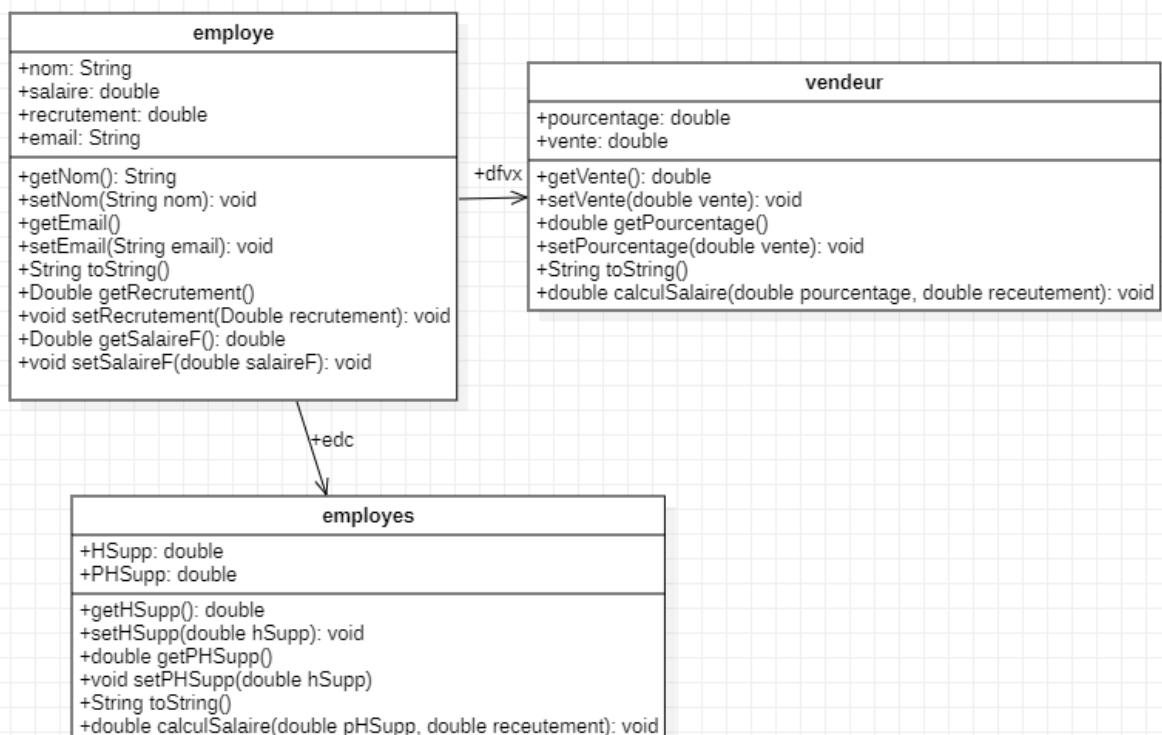 employe
+nom: String
+salaire: double
+recrutement: double
+email: String
+getNom(): String
+setNom(String nom): void
+getEmail()
+setEmail(String email): void
+String toString()
+Double getRecrutement()
+void setRecrutement(Double recrutement): void
+Double getSalaireF(): double
+void setSalaireF(double salaireF): void
+dfvx
vendeur
+pourcentage: double
+vente: double
+getVente(): double
+setVente(double vente): void
+double getPourcentage()
+setPourcentage(double vente): void
+String toString()
+double calculSalaire(double pourcentage, double receutement): void
+edc
employes
+HSupp: double
+PHSupp: double
+getHSupp(): double
+setHSupp(double hSupp): void
+double getPHSupp()
+void setPHSupp(double hSupp)
+String toString()
+double calculSalaire(double pHSupp, double receutement): void